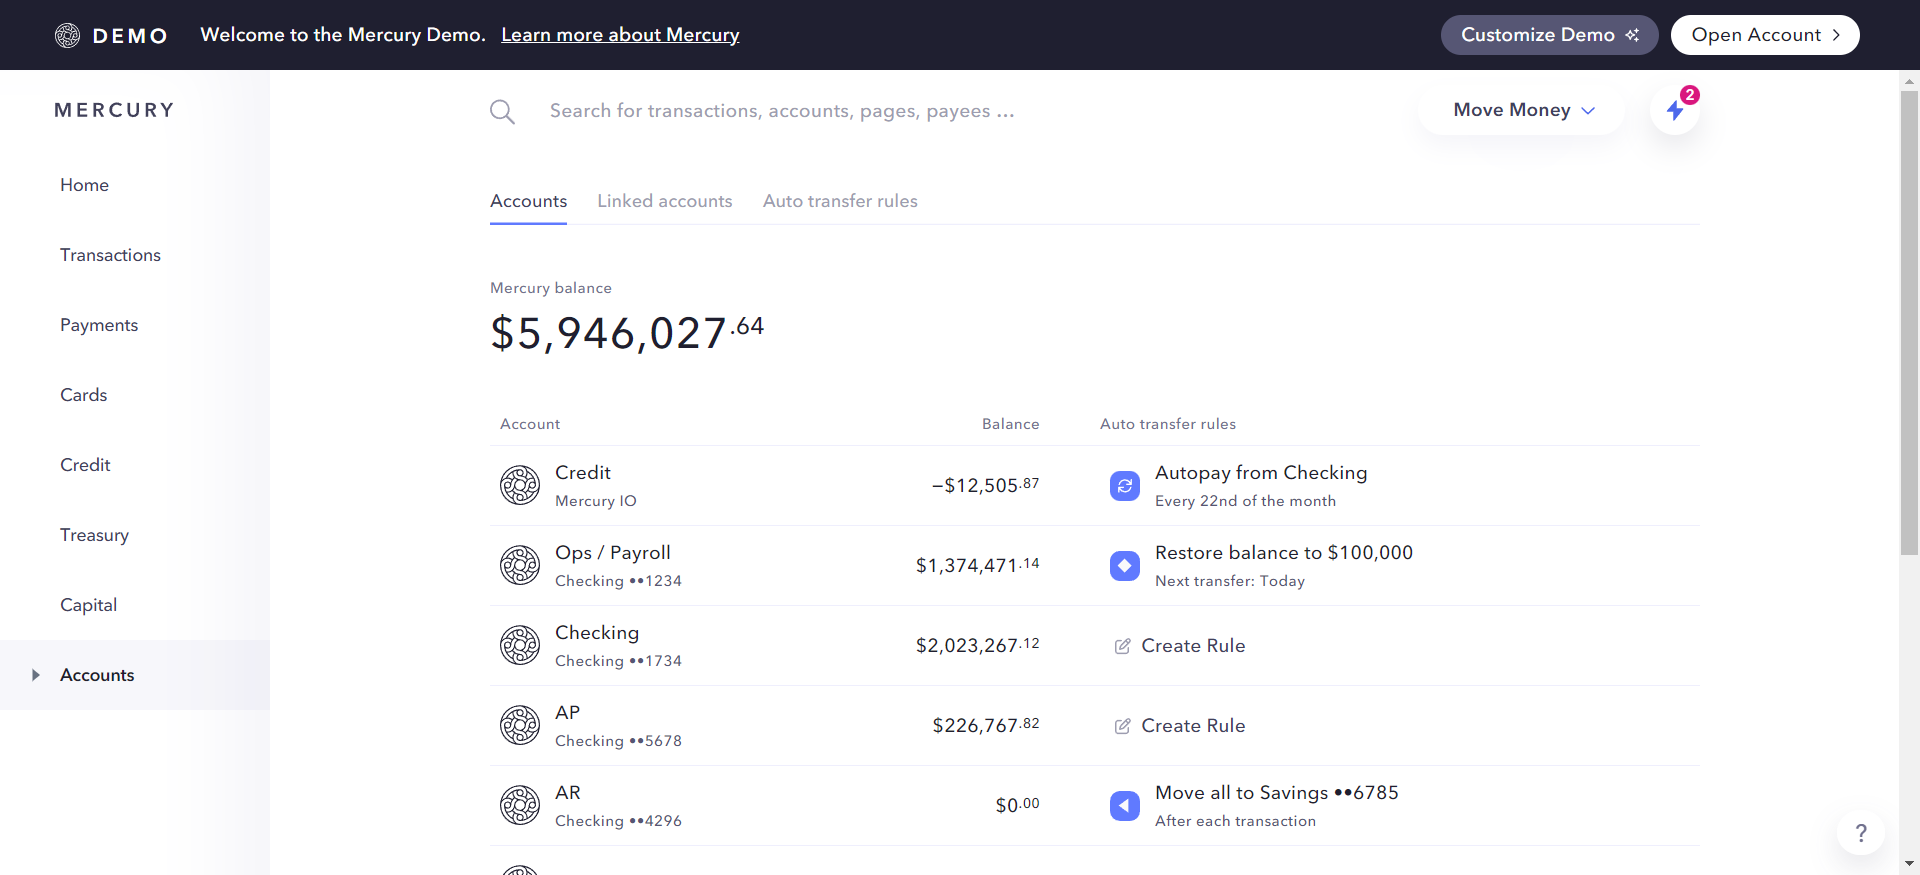 DEMO Welcome to the Mercury Demo. Learn more about Mercury Customize Demo Open Account
MERCURY
Home
Transactions
Payments
Cards
Credit
Treasury
Capital
Accounts
Search for transactions, accounts, pages, payees ...
Move Money
2
Accounts Linked accounts Auto transfer rules
Mercury balance
$5,946,027.64
Account Balance Auto transfer rules
Credit
Mercury IO
−$12,505.87
Autopay from Checking
Every 22nd of the month
Ops / Payroll
Checking ••1234
$1,374,471.14
Restore balance to $100,000
Next transfer: Today
Checking
Checking ••1734
$2,023,267.12
Create Rule
AP
Checking ••5678
$226,767.82
Create Rule
AR
Checking ••4296
$0.00
Move all to Savings ••6785
After each transaction
?